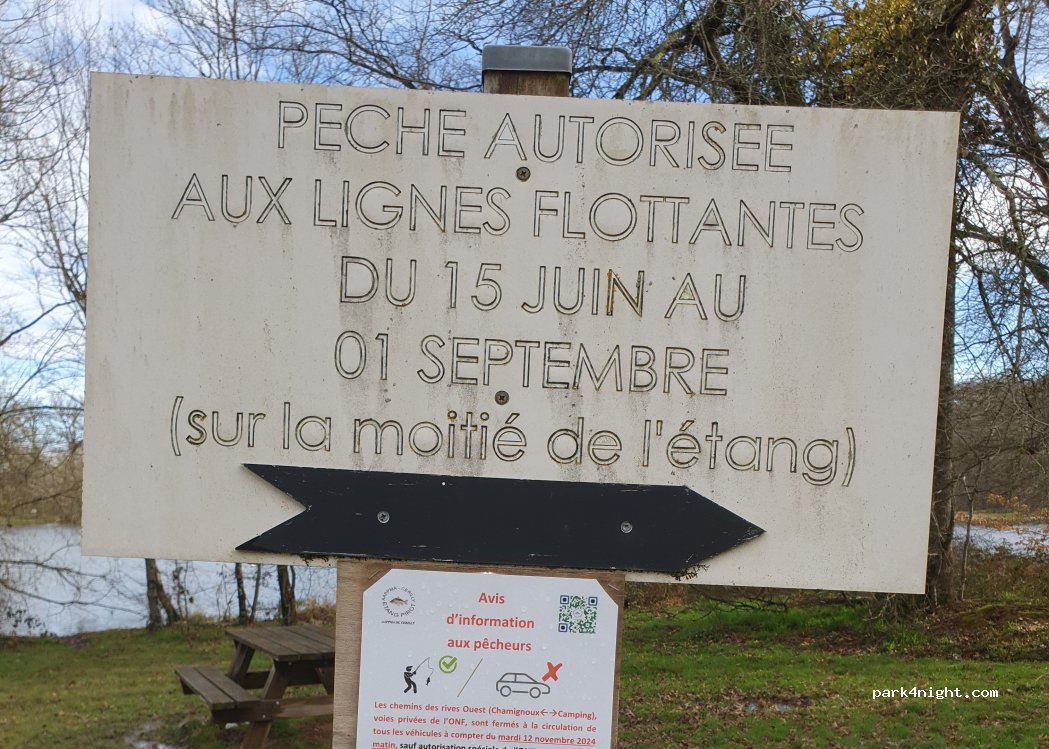 PECHE AUTORISEE
AUX LIGNES FLOTTANTES
DU 15 JUIN AU
01 SEPTEMBRE
(sur la moitié de l'étang)
Avis
d'information
aux pêcheurs
ETANG PIROT
Les chemins des rives Ouest (Chamignoux←→Camping),
voies privées de l'ONF, sont fermés à la circulation de
tous les véhicules à compter du mardi 12 novembre 2024
matin, sauf autorisation spéciale
park4night.com